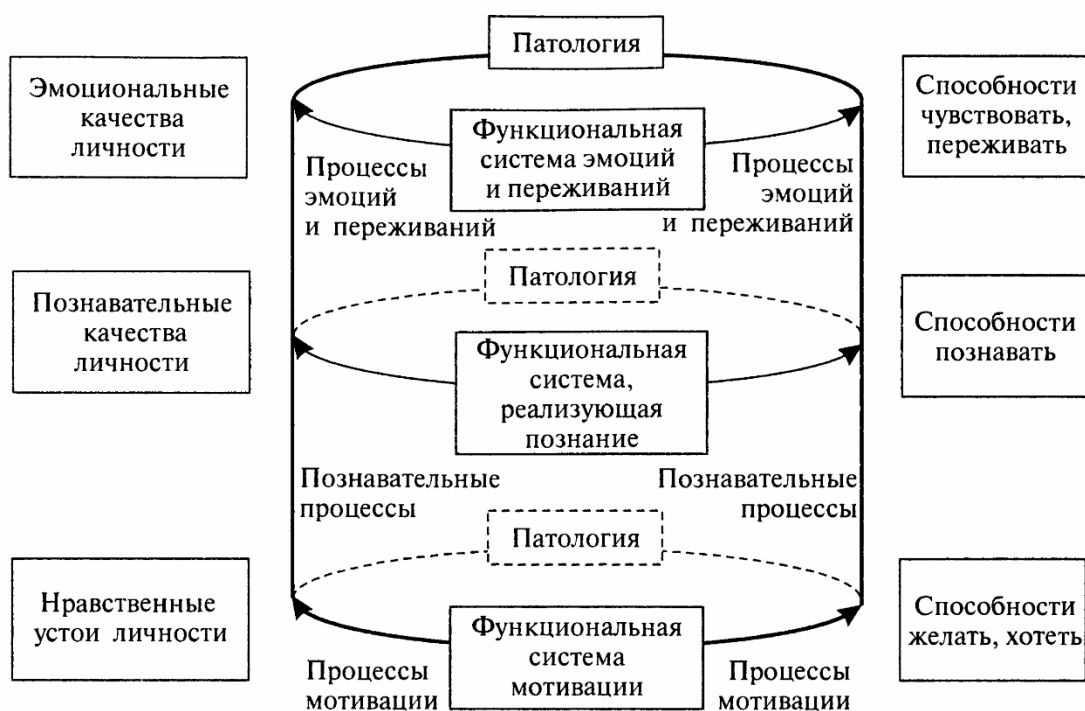 Патология
Эмоциональные
качества
личности
Функциональная
система эмоций
и переживаний
Способности
чувствовать,
переживать
Процессы
эмоций
и переживаний
Процессы
эмоций
и переживаний
Патология
Познавательные
качества
личности
Функциональная
система,
реализующая
познание
Способности
познавать
Познавательные
процессы
Познавательные
процессы
Патология
Нравственные
устои личности
Функциональная
система
мотивации
Способности
желать, хотеть
Процессы
мотивации
Процессы
мотивации